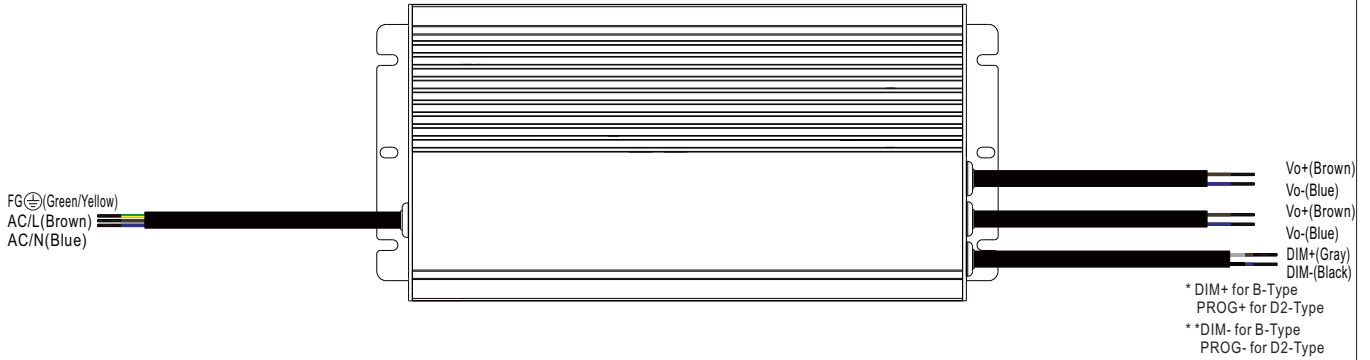 FG⏚(Green/Yellow)
AC/L(Brown)
AC/N(Blue)
Vo+(Brown)
Vo-(Blue)
Vo+(Brown)
Vo-(Blue)
DIM+(Gray)
DIM-(Black)
* DIM+ for B-Type
PROG+ for D2-Type
* *DIM- for B-Type
PROG- for D2-Type